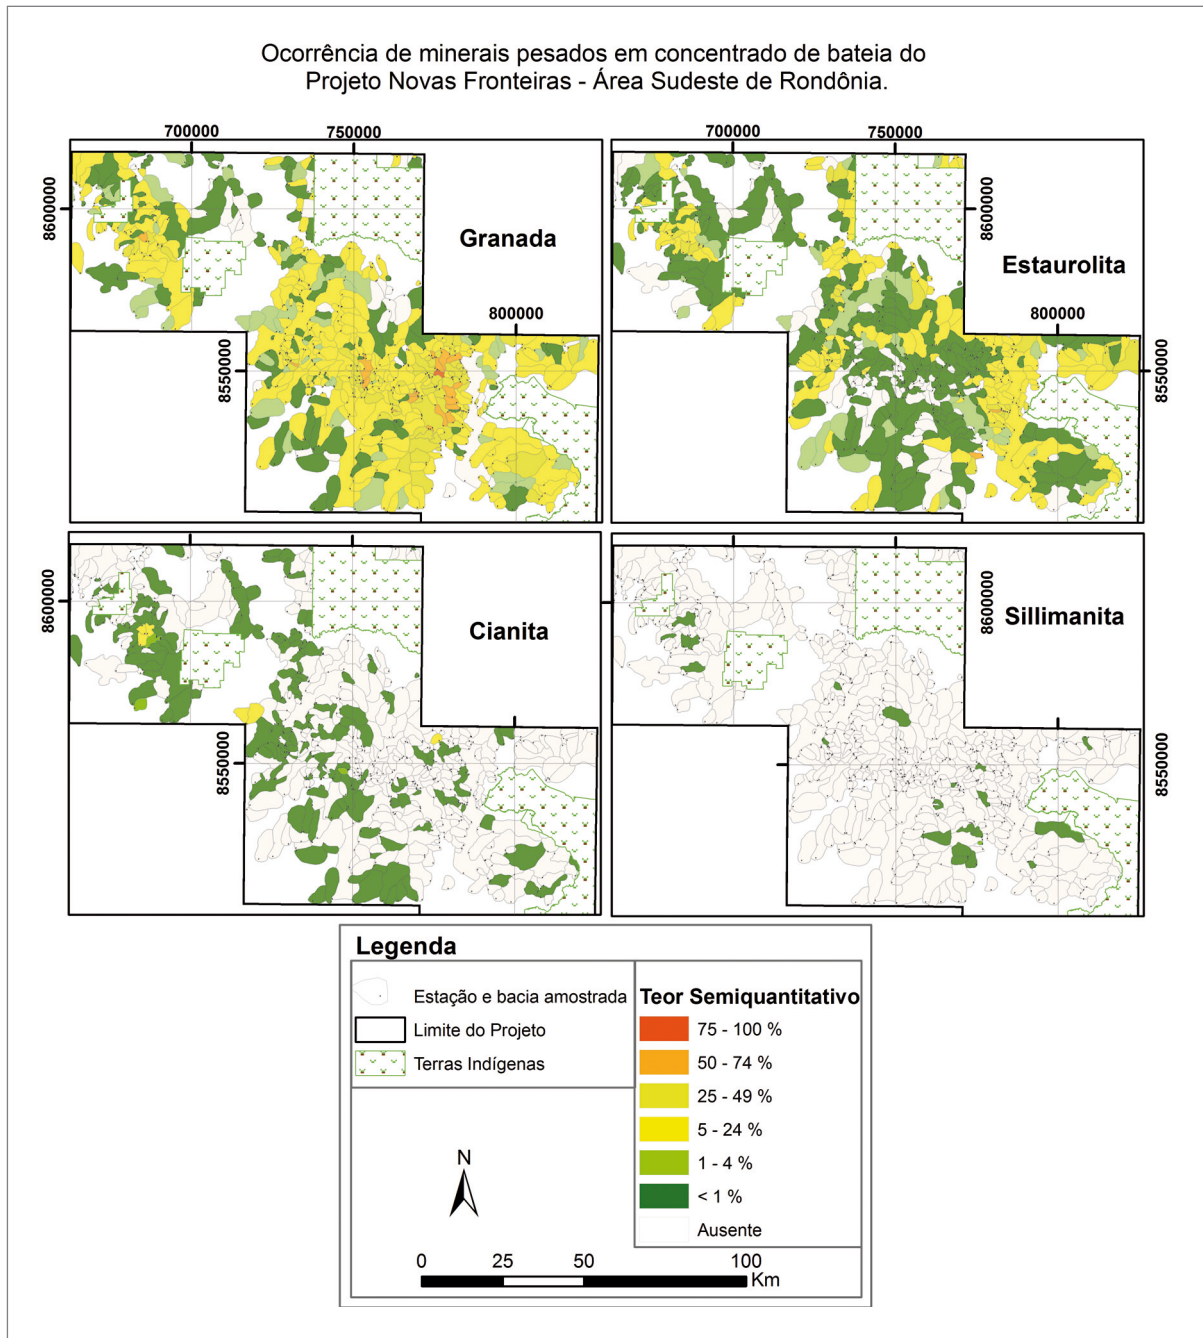 Ocorrência de minerais pesados em concentrado de bateia do
Projeto Novas Fronteiras - Área Sudeste de Rondônia.
700000
750000
8600000
Granada
800000
8550000
700000
750000
8600000
Estaurolita
800000
8550000
8600000
Cianita
8550000
8600000
Sillimanita
8550000
Legenda
Estação e bacia amostrada
Limite do Projeto
Terras Indígenas
Teor Semiquantitativo
75 - 100 %
50 - 74 %
25 - 49 %
5 - 24 %
1 - 4 %
< 1 %
Ausente
N
0 25 50 100
Km